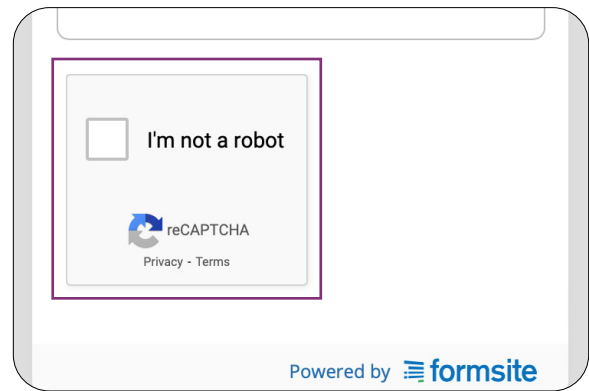 I'm not a robot
reCAPTCHA
Privacy - Terms
Powered by formsite